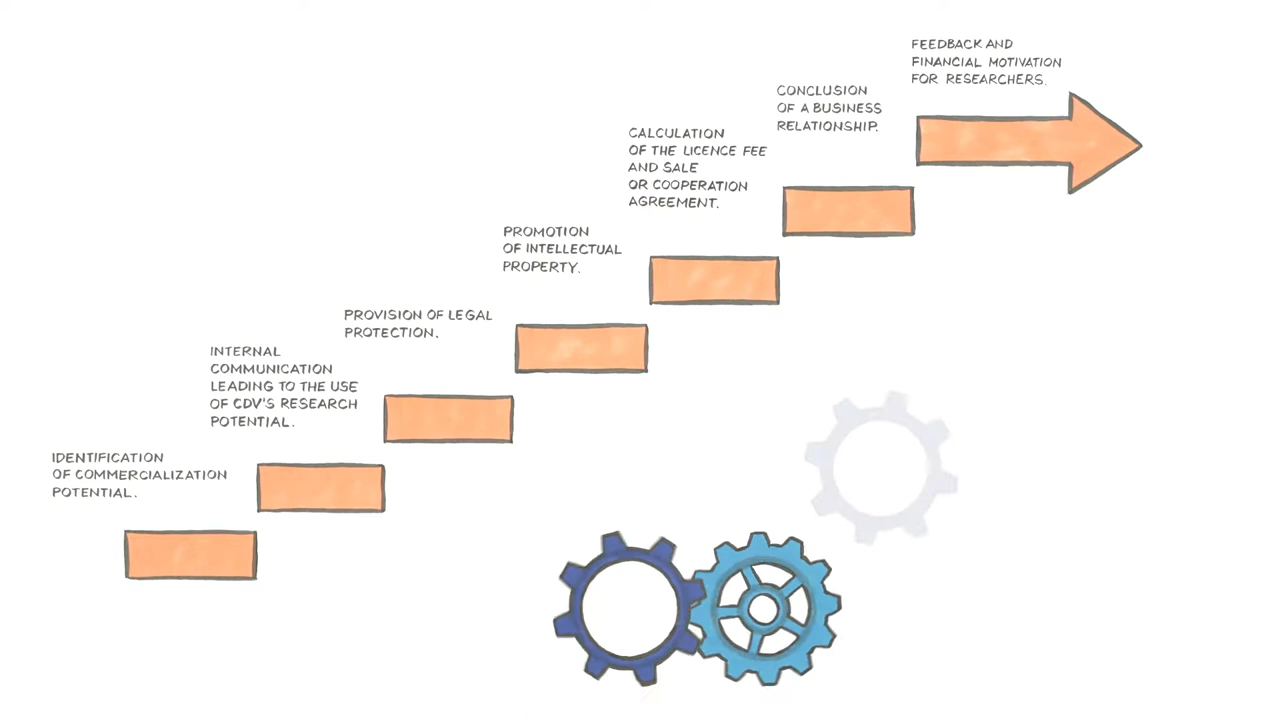 IDENTIFICATION
OF COMMERCIALIZATION
POTENTIAL.
INTERNAL
COMMUNICATION
LEADING TO THE USE
OF CDV'S RESEARCH
POTENTIAL.
PROVISION OF LEGAL
PROTECTION.
PROMOTION
OF INTELLECTUAL
PROPERTY.
CALCULATION
OF THE LICENCE FEE
AND SALE
OR COOPERATION
AGREEMENT.
CONCLUSION
OF A BUSINESS
RELATIONSHIP.
FEEDBACK AND
FINANCIAL MOTIVATION
FOR RESEARCHERS.